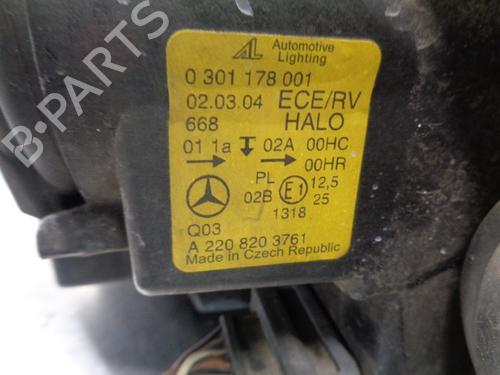 AL Automotive
Lighting
0 301 178 001
02.03.04 ECE/RV
668 HALO
01 1a 02A 00HC
00HR
PL 12,5
02B E1 25
1318
Q03
A 220 820 3761
Made in Czech Republic
B-PARTS